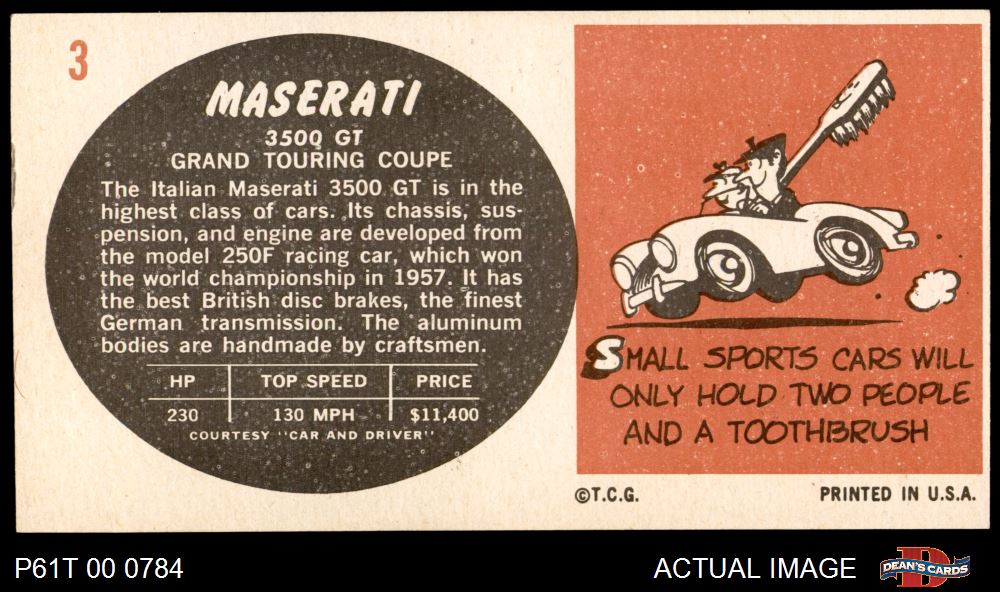 3
MASERATI
3500 GT
GRAND TOURING COUPE
The Italian Maserati 3500 GT is in the
highest class of cars. Its chassis, sus-
pension, and engine are developed from
the model 250F racing car, which won
the world championship in 1957. It has
the best British disc brakes, the finest
German transmission. The aluminum
bodies are handmade by craftsmen.
HP TOP SPEED PRICE
230 130 MPH $11,400
COURTESY "CAR AND DRIVER"
SMALL SPORTS CARS WILL
ONLY HOLD TWO PEOPLE
AND A TOOTHBRUSH
©T.C.G. PRINTED IN U.S.A.
P61T 00 0784 ACTUAL IMAGE D DEAN'S CARDS